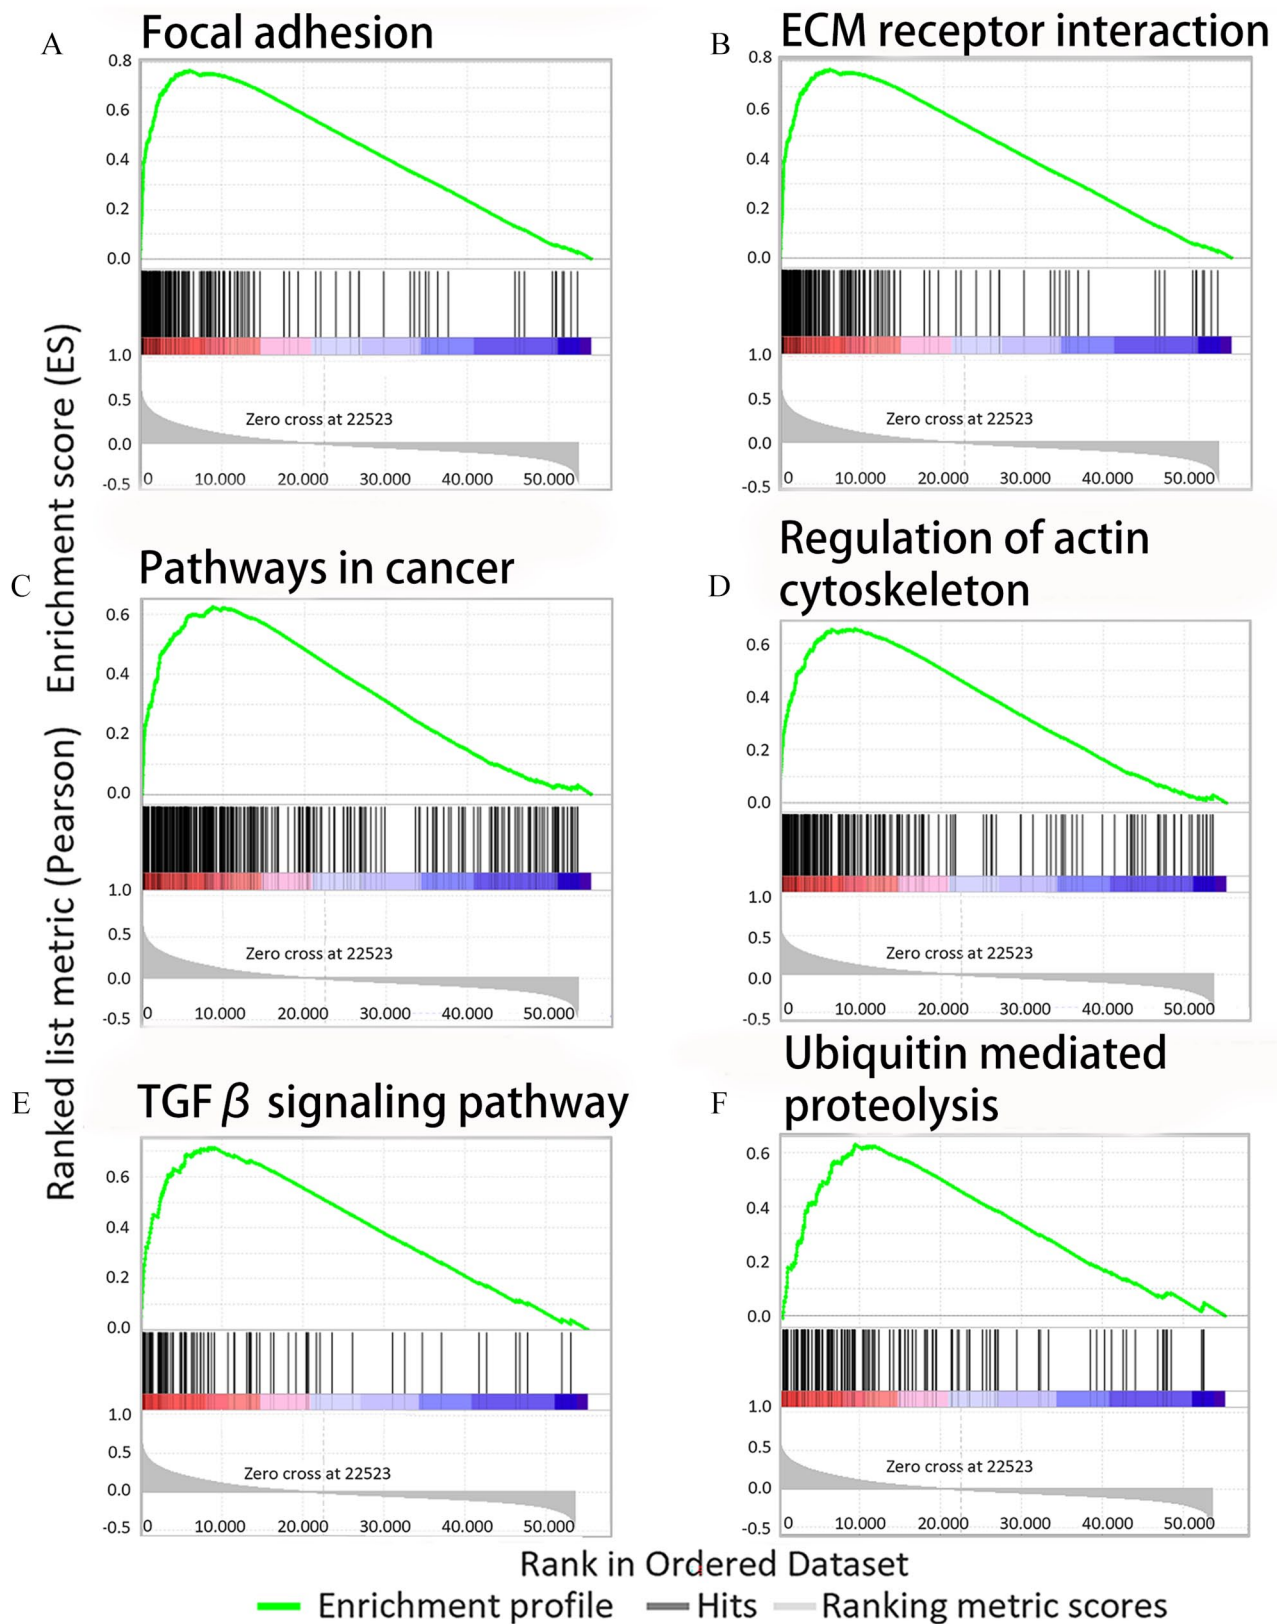 A
Focal adhesion
0.8
0.6
0.4
0.2
0.0
1.0
0.5
0.0
-0.5
Zero cross at 22523
0 10.000 20.000 30.000 40.000 50.000
B
ECM receptor interaction
0.8
0.6
0.4
0.2
0.0
1.0
0.5
0.0
-0.5
Zero cross at 22523
0 10.000 20.000 30.000 40.000 50.000
Enrichment score (ES)
Ranked list metric (Pearson)
C
Pathways in cancer
0.6
0.4
0.2
0.0
1.0
0.5
0.0
-0.5
Zero cross at 22523
0 10.000 20.000 30.000 40.000 50.000
D
Regulation of actin
cytoskeleton
0.6
0.4
0.2
0.0
1.0
0.5
0.0
-0.5
Zero cross at 22523
0 10.000 20.000 30.000 40.000 50.000
E
TGF β signaling pathway
0.6
0.4
0.2
0.0
1.0
0.5
0.0
-0.5
Zero cross at 22523
0 10.000 20.000 30.000 40.000 50.000
F
Ubiquitin mediated
proteolysis
0.6
0.4
0.2
0.0
1.0
0.5
0.0
-0.5
Zero cross at 22523
0 10.000 20.000 30.000 40.000 50.000
Rank in Ordered Dataset
Enrichment profile Hits Ranking metric scores